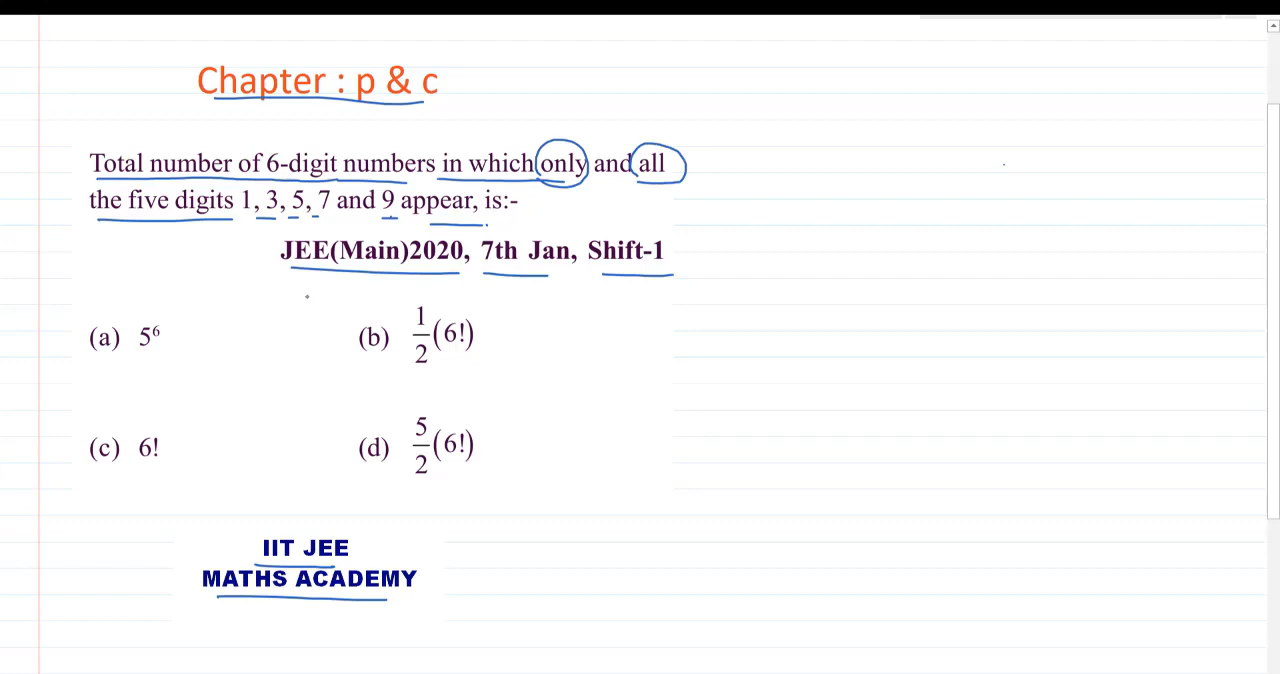 Chapter : p & c
Total number of 6-digit numbers in which only and all
the five digits 1, 3, 5, 7 and 9 appear, is:-
JEE(Main)2020, 7th Jan, Shift-1
(a) 5⁶ (b) 1/2 (6!)
(c) 6! (d) 5/2 (6!)
IIT JEE
MATHS ACADEMY